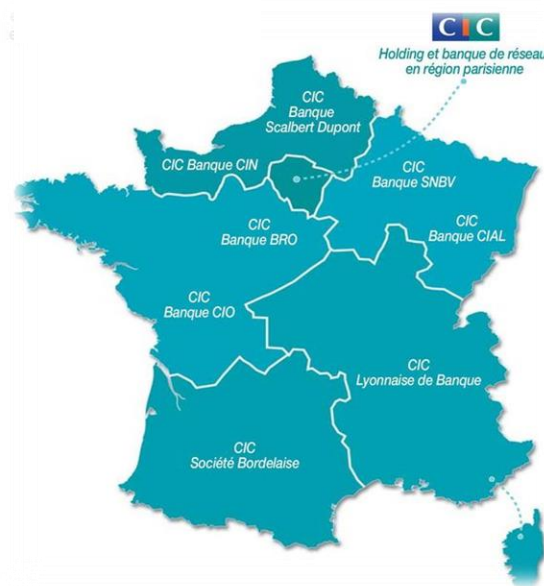 CIC
Holding et banque de réseau
en région parisienne
CIC
Banque
Scalbert Dupont
CIC Banque CIN
CIC
Banque SNBV
CIC
Banque BRO
CIC
Banque CIAL
CIC
Banque CIO
CIC
Lyonnaise de Banque
CIC
Société Bordelaise